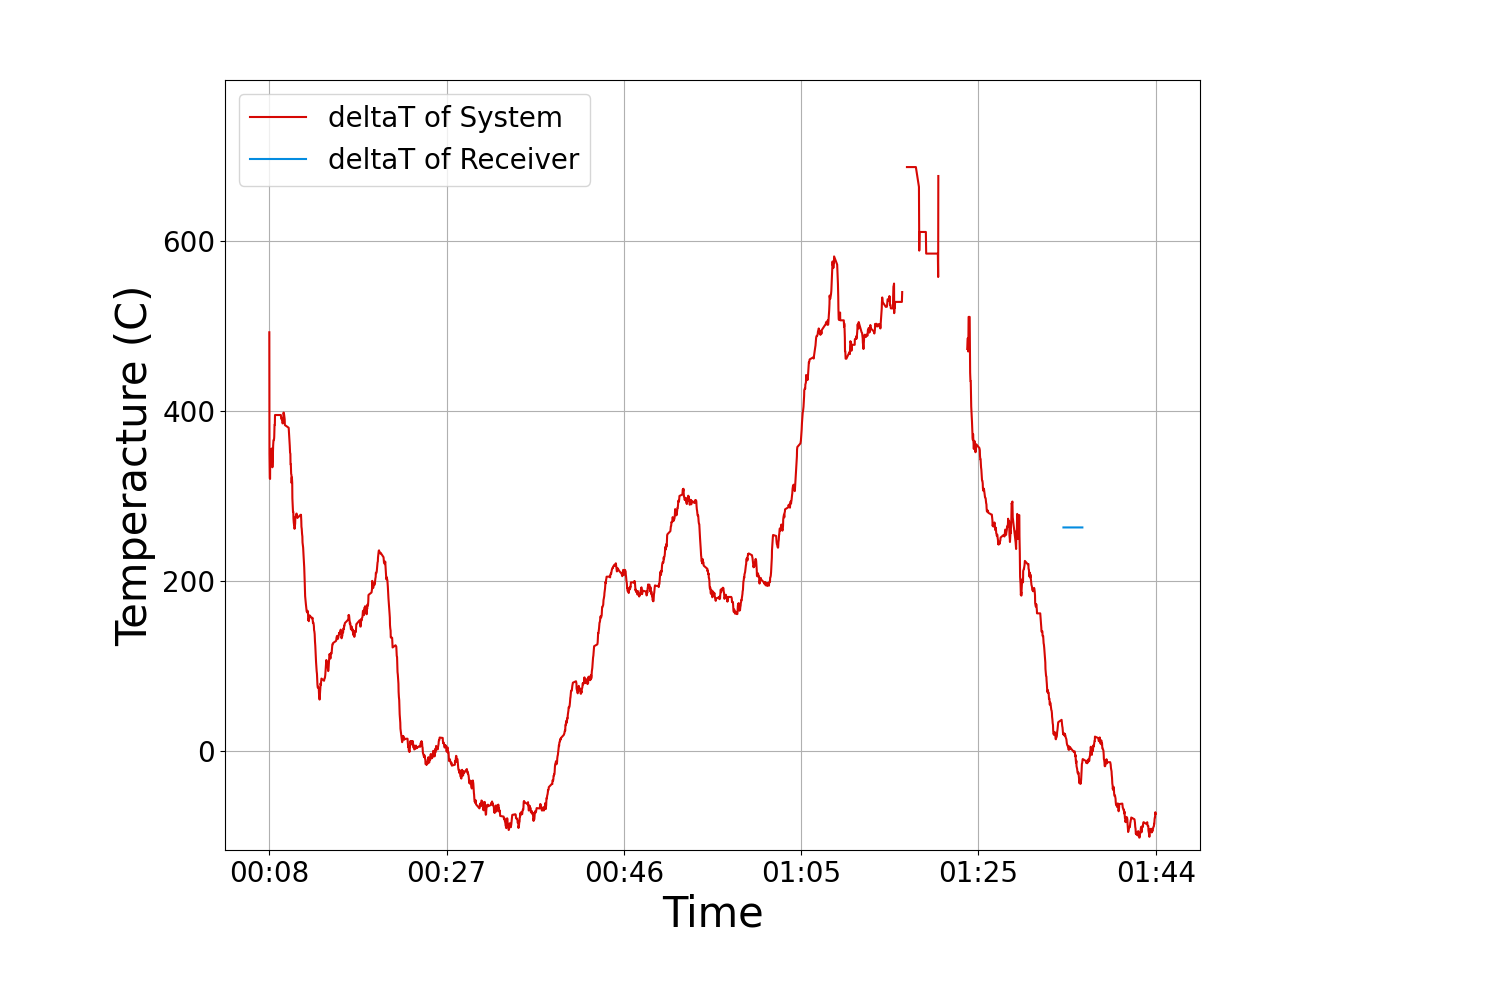 deltaT of System
deltaT of Receiver
600
400
200
0
Temperacture (C)
00:08 00:27 00:46 01:05 01:25 01:44
Time